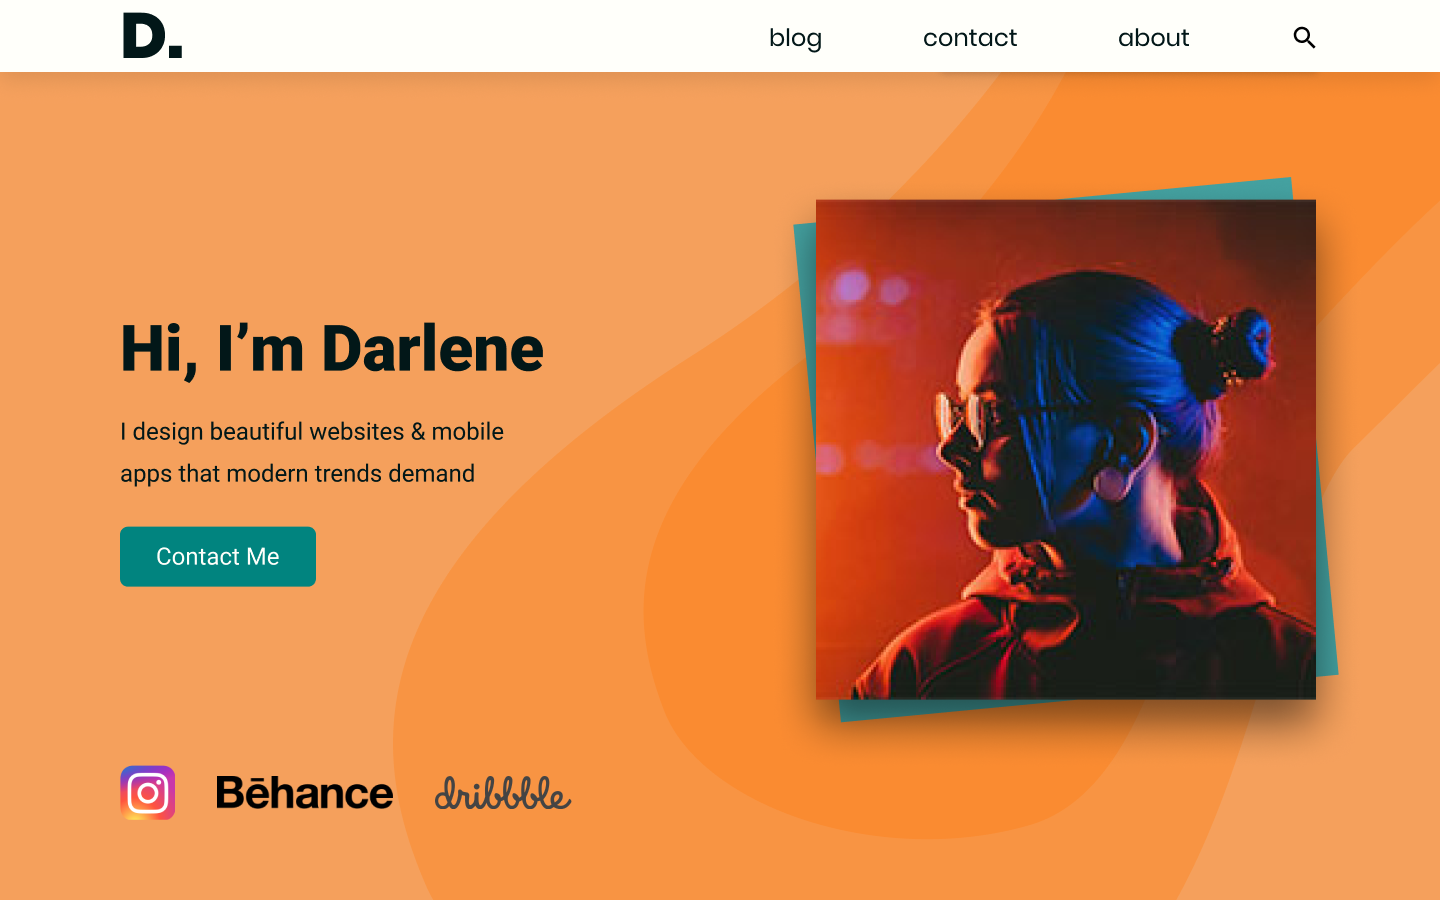 D.
blog
contact
about
Hi, I’m Darlene
I design beautiful websites & mobile
apps that modern trends demand
Contact Me
Bēhance
dribbble